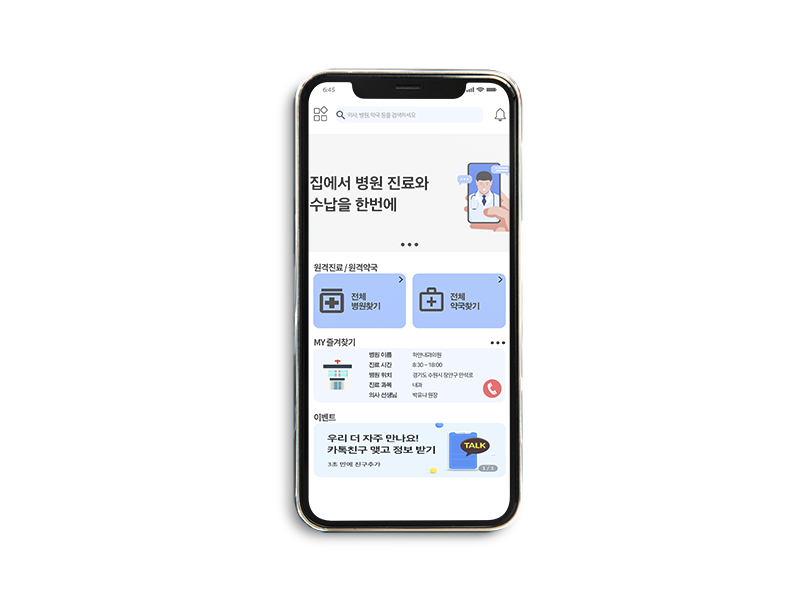 6:45
의사, 병원, 약국 등을 검색하세요
집에서 병원 진료와
수납을 한번에
원격진료 / 원격약국
전체
병원찾기
전체
약국찾기
MY 즐겨찾기
병원 이름 하얀내과의원
진료 시간 8:30 ~ 18:00
병원 위치 경기도 수원시 장안구 만석로
진료 과목 내과
의사 선생님 박유나 원장
이벤트
우리 더 자주 만나요!
카톡친구 맺고 정보 받기
3초 만에 친구추가
TALK
1 / 1